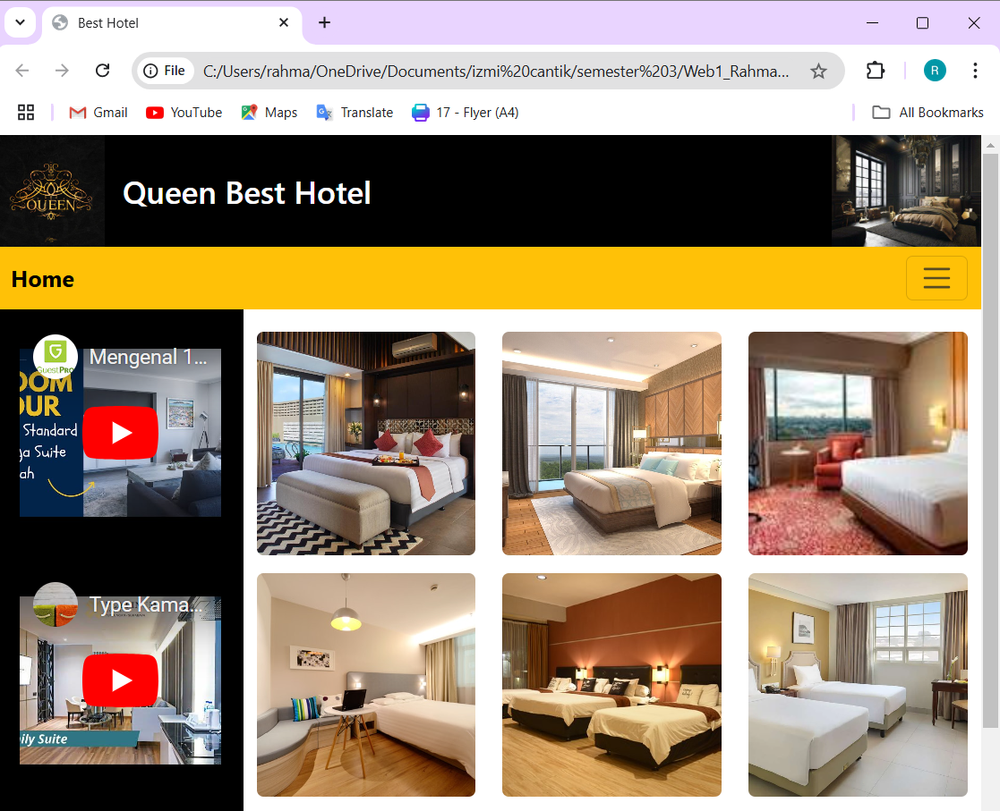 Best Hotel
File
C:/Users/rahma/OneDrive/Documents/izmi%20cantik/semester%203/Web1_Rahma...
R
Gmail
YouTube
Maps
Translate
17 - Flyer (A4)
All Bookmarks
QUEEN
Queen Best Hotel
Home
GuestPRO
Mengenal 1...
OOM
OUR
Standard
ga Suite
ah
Type Kama...
ily Suite